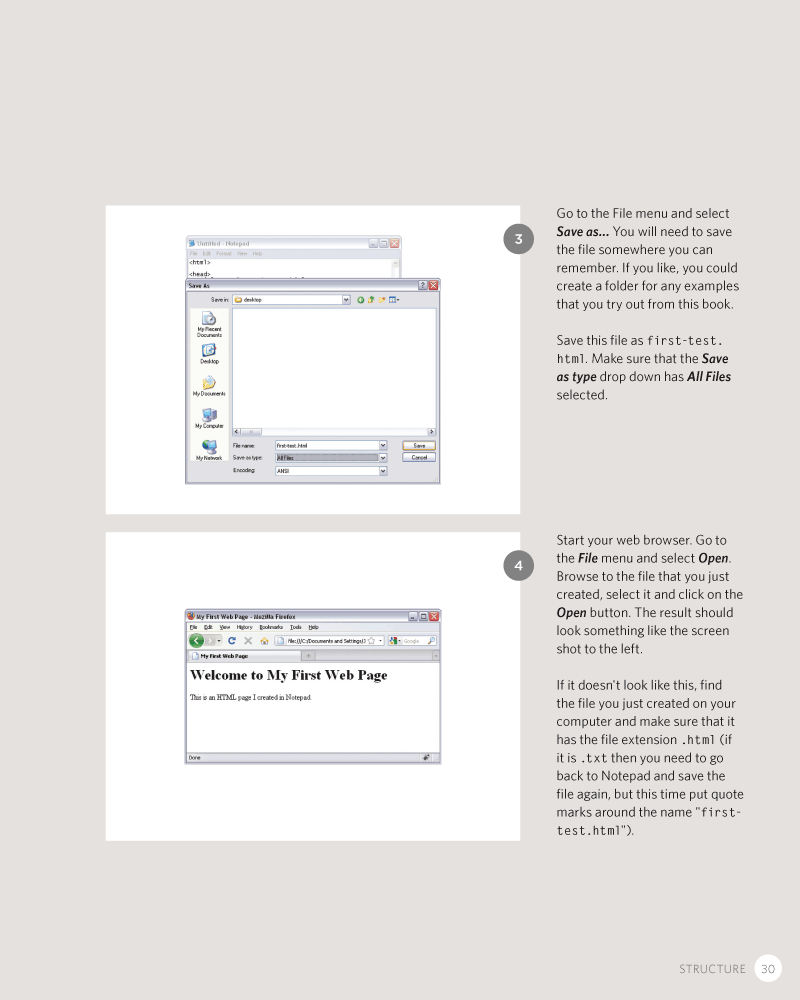 Untitled - Notepad
File Edit Format View Help
<html>
<head>
Save As
Save in: desktop
My Recent
Documents
Desktop
My Documents
My Computer
My Network
File name: first-test.html Save
Save as type: All Files Cancel
Encoding: ANSI
3
Go to the File menu and select
Save as... You will need to save
the file somewhere you can
remember. If you like, you could
create a folder for any examples
that you try out from this book.
Save this file as first-test.
html. Make sure that the Save
as type drop down has All Files
selected.
My First Web Page - Mozilla Firefox
File Edit View History Bookmarks Tools Help
file:///C:/Documents and Settings/J Google
My First Web Page
Welcome to My First Web Page
This is an HTML page I created in Notepad.
Done
4
Start your web browser. Go to
the File menu and select Open.
Browse to the file that you just
created, select it and click on the
Open button. The result should
look something like the screen
shot to the left.
If it doesn't look like this, find
the file you just created on your
computer and make sure that it
has the file extension .html (if
it is .txt then you need to go
back to Notepad and save the
file again, but this time put quote
marks around the name "first-
test.html").
STRUCTURE 30